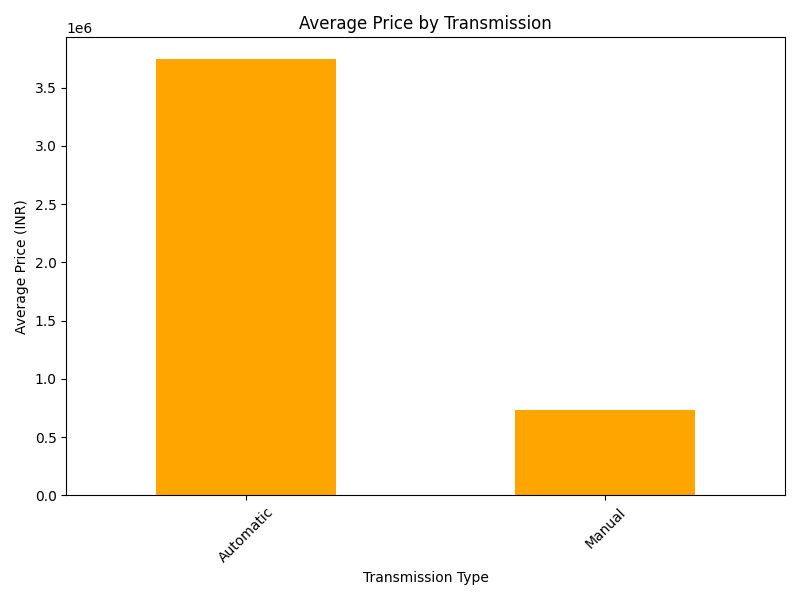 Average Price by Transmission
1e6
Average Price (INR)
3.5
3.0
2.5
2.0
1.5
1.0
0.5
0.0
Automatic
Manual
Transmission Type